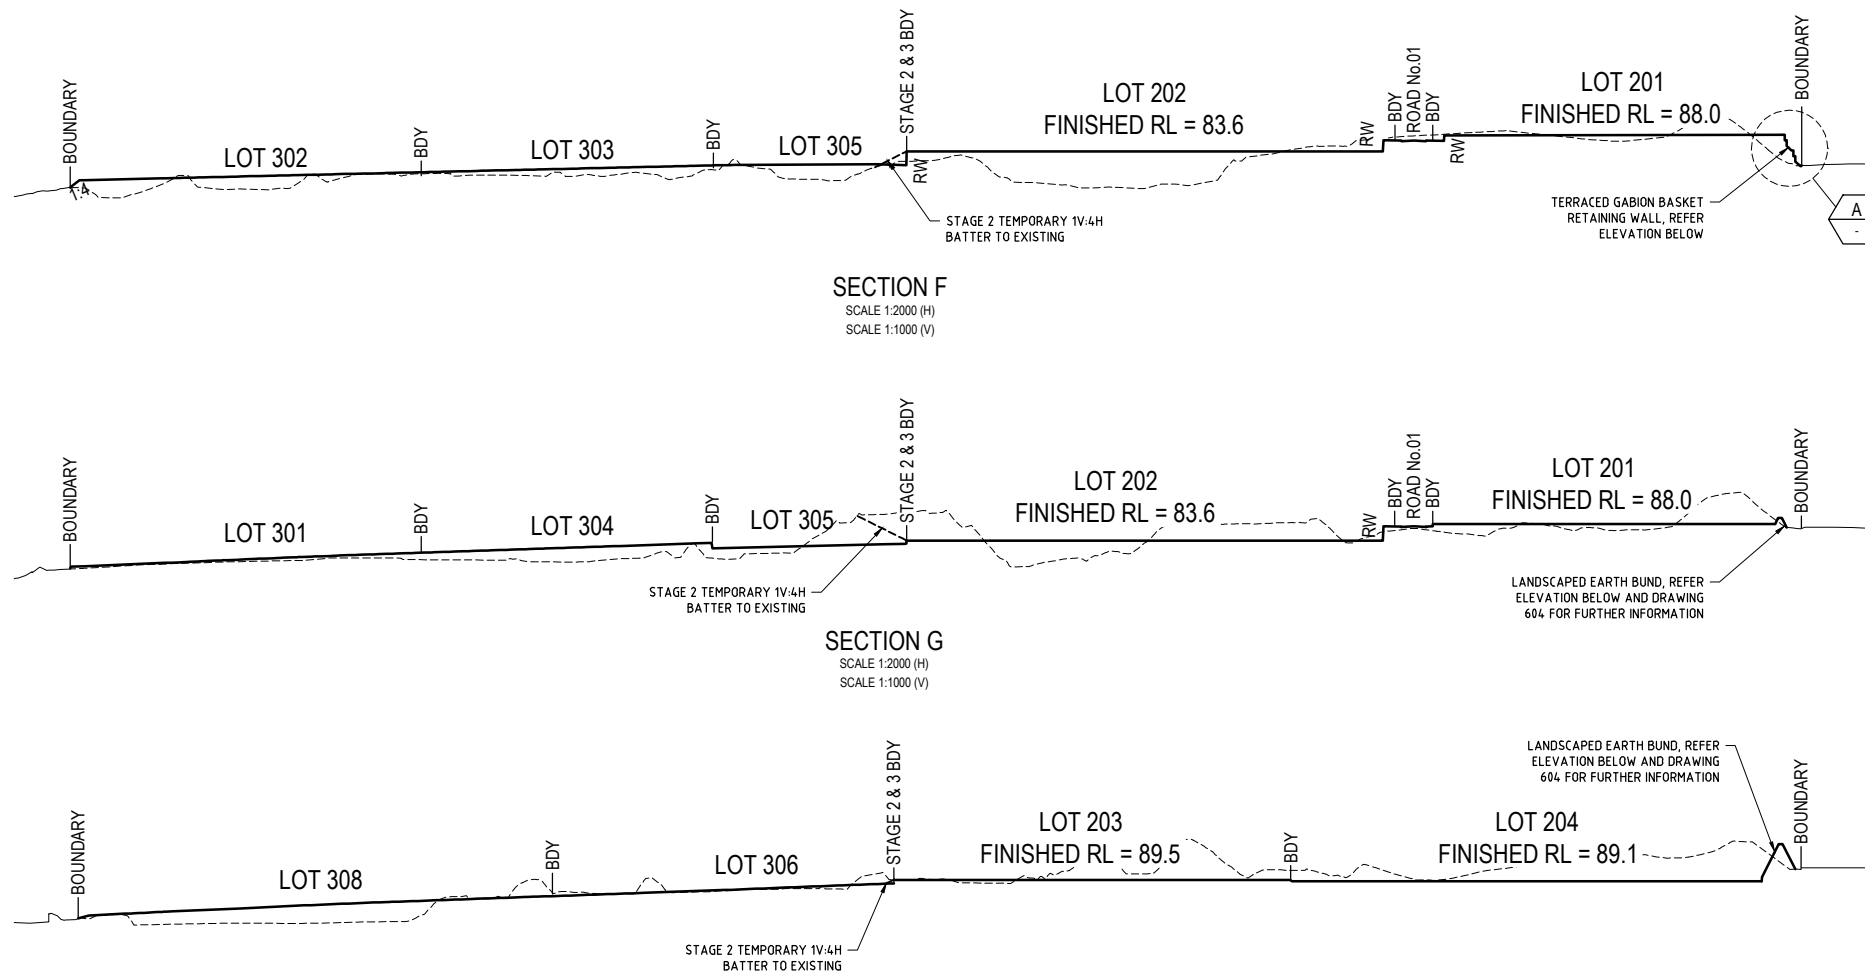 BOUNDARY
1:4
LOT 302
BDY
LOT 303
BDY
LOT 305
STAGE 2 & 3 BDY
RW
STAGE 2 TEMPORARY 1V:4H
BATTER TO EXISTING
LOT 202
FINISHED RL = 83.6
RW
BDY
ROAD No.01
BDY
RW
LOT 201
FINISHED RL = 88.0
BOUNDARY
TERRACED GABION BASKET
RETAINING WALL, REFER
ELEVATION BELOW
A
-
SECTION F
SCALE 1:2000 (H)
SCALE 1:1000 (V)
BOUNDARY
LOT 301
BDY
LOT 304
BDY
LOT 305
STAGE 2 & 3 BDY
STAGE 2 TEMPORARY 1V:4H
BATTER TO EXISTING
LOT 202
FINISHED RL = 83.6
RW
BDY
ROAD No.01
BDY
LOT 201
FINISHED RL = 88.0
BOUNDARY
LANDSCAPED EARTH BUND, REFER
ELEVATION BELOW AND DRAWING
604 FOR FURTHER INFORMATION
SECTION G
SCALE 1:2000 (H)
SCALE 1:1000 (V)
BOUNDARY
LOT 308
BDY
LOT 306
STAGE 2 & 3 BDY
STAGE 2 TEMPORARY 1V:4H
BATTER TO EXISTING
LOT 203
FINISHED RL = 89.5
BDY
LOT 204
FINISHED RL = 89.1
LANDSCAPED EARTH BUND, REFER
ELEVATION BELOW AND DRAWING
604 FOR FURTHER INFORMATION
BOUNDARY